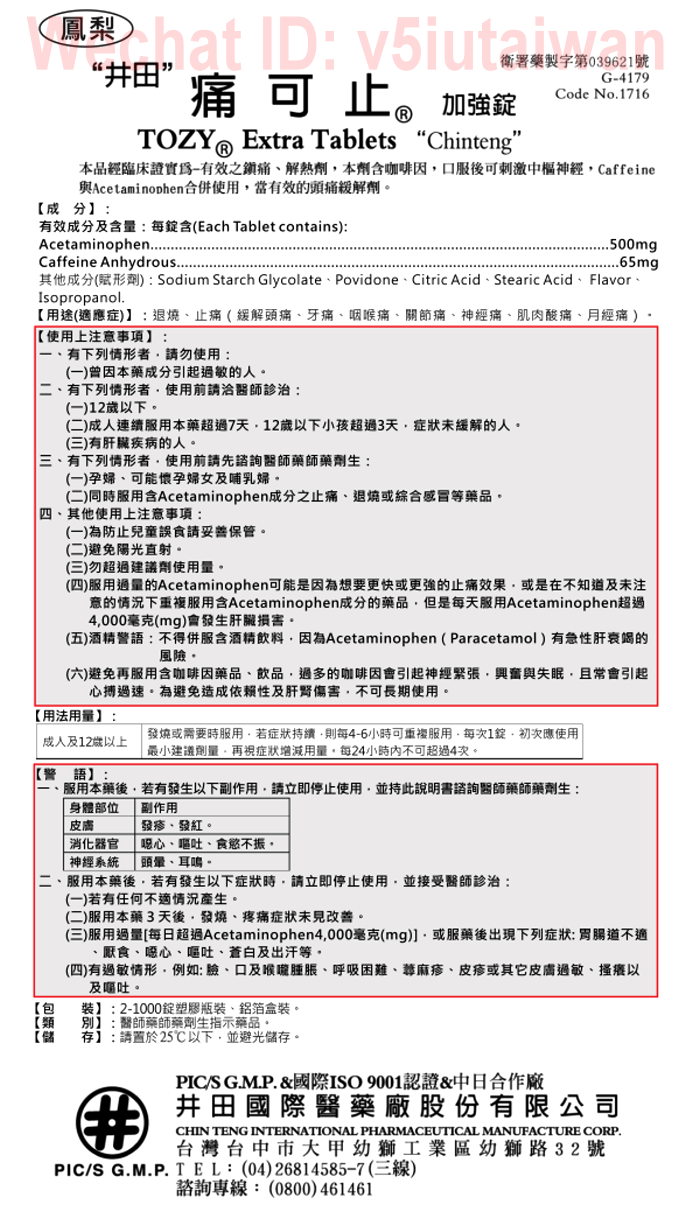 Wechat ID: v5iutaiwan
鳳梨
衛署藥製字第039621號
G-4179
Code No.1716
“井田” 痛可止® 加強錠
TOZY® Extra Tablets “Chinteng”
本品經臨床證實爲一有效之鎮痛、解熱劑，本劑含咖啡因，口服後可刺激中樞神經，Caffeine
與Acetaminophen合併使用，當有效的頭痛緩解劑。
【成　分】：
有效成分及含量：每錠含(Each Tablet contains):
Acetaminophen..........500mg
Caffeine Anhydrous..........65mg
其他成分(賦形劑)：Sodium Starch Glycolate、Povidone、Citric Acid、Stearic Acid、 Flavor、
Isopropanol.
【用途(適應症)】：退燒、止痛（緩解頭痛、牙痛、咽喉痛、關節痛、神經痛、肌肉酸痛、月經痛）。
【使用上注意事項】：
一、有下列情形者，請勿使用：
(一)曾因本藥成分引起過敏的人。
二、有下列情形者，使用前請洽醫師診治：
(一)12歲以下。
(二)成人連續服用本藥超過7天，12歲以下小孩超過3天，症狀未緩解的人。
(三)有肝臟疾病的人。
三、有下列情形者，使用前請先諮詢醫師藥師藥劑生：
(一)孕婦、可能懷孕婦女及哺乳婦。
(二)同時服用含Acetaminophen成分之止痛、退燒或綜合感冒等藥品。
四、其他使用上注意事項：
(一)為防止兒童誤食請妥善保管。
(二)避免陽光直射。
(三)勿超過建議劑使用量。
(四)服用過量的Acetaminophen可能是因為想要更快或更強的止痛效果，或是在不知道及未注
意的情況下重複服用含Acetaminophen成分的藥品，但是每天服用Acetaminophen超過
4,000毫克(mg)會發生肝臟損害。
(五)酒精警語：不得併服含酒精飲料，因為Acetaminophen（Paracetamol）有急性肝衰竭的
風險。
(六)避免再服用含咖啡因藥品、飲品，過多的咖啡因會引起神經緊張，興奮與失眠，且常會引起
心搏過速。為避免造成依賴性及肝腎傷害，不可長期使用。
【用法用量】：
成人及12歲以上
發燒或需要時服用，若症狀持續，則每4-6小時可重複服用，每次1錠，初次應使用
最小建議劑量，再視症狀增減用量。每24小時內不可超過4次。
【警　語】：
一、服用本藥後，若有發生以下副作用，請立即停止使用，並持此說明書諮詢醫師藥師藥劑生：
身體部位 副作用
皮膚 發疹、發紅。
消化器官 噁心、嘔吐、食慾不振。
神經系統 頭暈、耳鳴。
二、服用本藥後，若有發生以下症狀時，請立即停止使用，並接受醫師診治：
(一)若有任何不適情況產生。
(二)服用本藥 3 天後，發燒、疼痛症狀未見改善。
(三)服用過量[每日超過Acetaminophen4,000毫克(mg)]，或服藥後出現下列症狀: 胃腸道不適
、厭食、噁心、嘔吐、蒼白及出汗等。
(四)有過敏情形，例如: 臉、口及喉嚨腫脹、呼吸困難、蕁麻疹、皮疹或其它皮膚過敏、搔癢以
及嘔吐。
【包　裝】：2-1000錠塑膠瓶裝、鋁箔盒裝。
【類　別】：醫師藥師藥劑生指示藥品。
【儲　存】：請置於25℃以下，並避光儲存。
PIC/S G.M.P. &國際ISO 9001認證&中日合作廠
井田國際醫藥廠股份有限公司
CHIN TENG INTERNATIONAL PHARMACEUTICAL MANUFACTURE CORP.
台灣台中市大甲幼獅工業區幼獅路32號
PIC/S G.M.P. TEL：(04)26814585-7(三線)
諮詢專線：(0800)461461